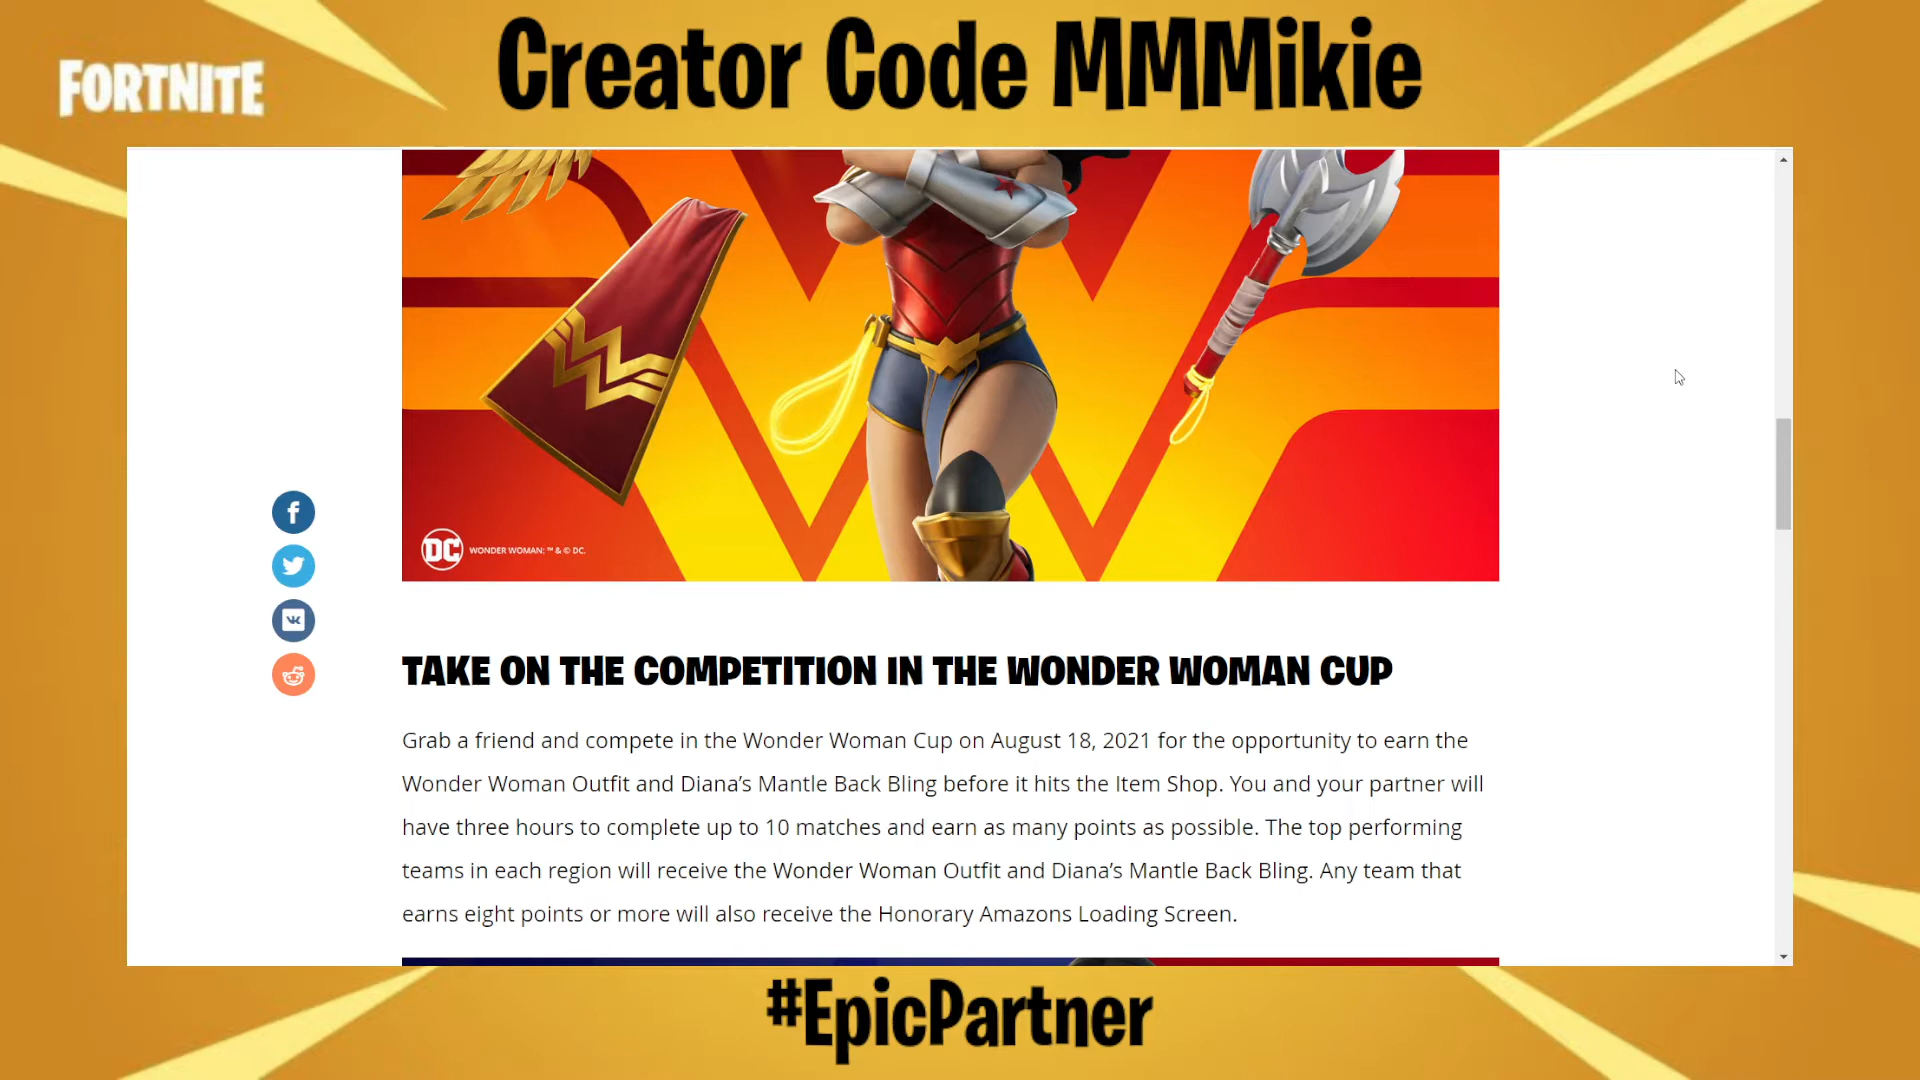 Creator Code MMMikie
FORTNITE
DC WONDER WOMAN: ™ & © DC.
TAKE ON THE COMPETITION IN THE WONDER WOMAN CUP
Grab a friend and compete in the Wonder Woman Cup on August 18, 2021 for the opportunity to earn the
Wonder Woman Outfit and Diana’s Mantle Back Bling before it hits the Item Shop. You and your partner will
have three hours to complete up to 10 matches and earn as many points as possible. The top performing
teams in each region will receive the Wonder Woman Outfit and Diana’s Mantle Back Bling. Any team that
earns eight points or more will also receive the Honorary Amazons Loading Screen.
#EpicPartner